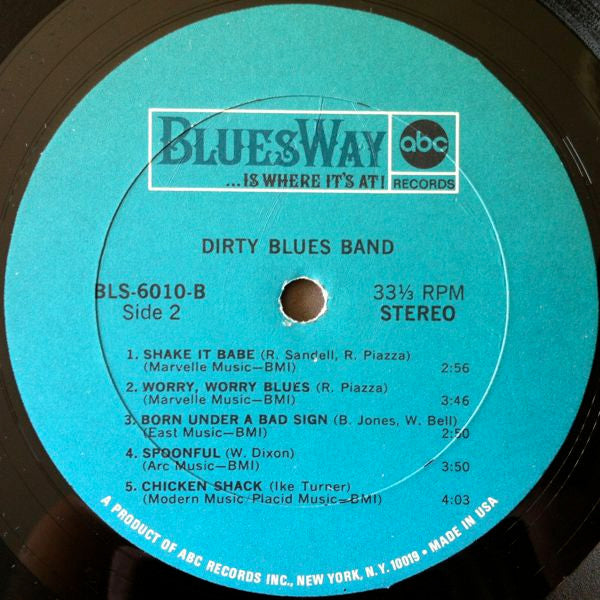 BLUESWAY
...IS WHERE IT'S AT!
abc
RECORDS
DIRTY BLUES BAND
BLS-6010-B
Side 2
33⅓ RPM
STEREO
1. SHAKE IT BABE (R. Sandell, R. Piazza)
(Marvelle Music—BMI) 2:56
2. WORRY, WORRY BLUES (R. Piazza)
(Marvelle Music—BMI) 3:46
3. BORN UNDER A BAD SIGN (B. Jones, W. Bell)
(East Music—BMI) 2:50
4. SPOONFUL (W. Dixon)
(Arc Music—BMI) 3:50
5. CHICKEN SHACK (Ike Turner)
(Modern Music/Placid Music—BMI) 4:03
A PRODUCT OF ABC RECORDS INC., NEW YORK, N.Y. 10019 • MADE IN USA